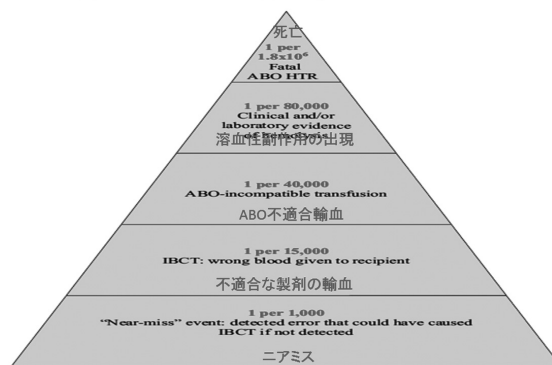 死亡
1 per
1.8x10⁶
Fatal
ABO HTR
1 per 80,000
Clinical and/or
laboratory evidence
of hemolysis
溶血性副作用の出現
1 per 40,000
ABO-incompatible transfusion
ABO不適合輸血
1 per 15,000
IBCT: wrong blood given to recipient
不適合な製剤の輸血
1 per 1,000
“Near-miss” event: detected error that could have caused
IBCT if not detected
ニアミス